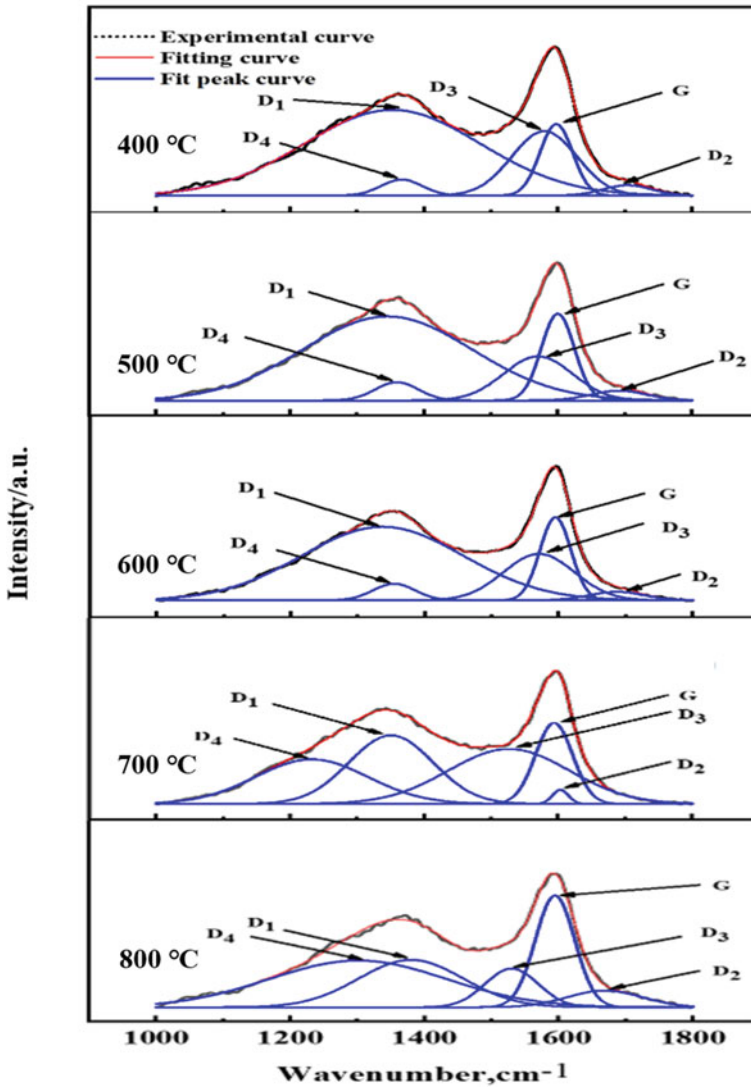 Experimental curve
Fitting curve
Fit peak curve
D1
D3
G
D4
D2
400 °C
D1
G
D4
D3
D2
500 °C
D1
G
D4
D3
D2
600 °C
D1
G
D4
D3
D2
700 °C
D1
G
D4
D3
D2
800 °C
Intensity/a.u.
1000 1200 1400 1600 1800
Wavenumber,cm-1